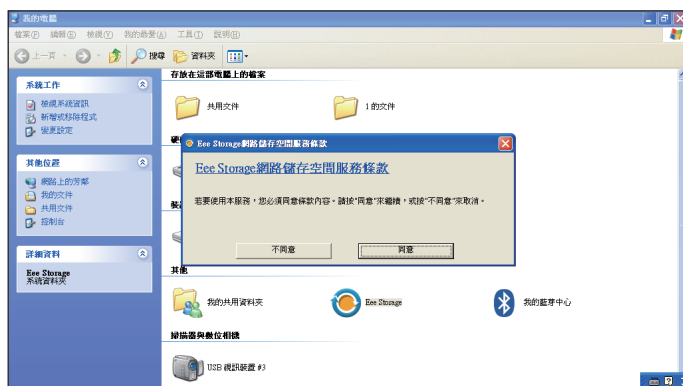 我的電腦
檔案(F) 編輯(E) 檢視(V) 我的最愛(A) 工具(T) 說明(H)
上一頁 搜尋 資料夾
系統工作
檢視系統資訊
新增或移除程式
變更設定
其他位置
網路上的芳鄰
我的文件
共用文件
控制台
詳細資料
Eee Storage
系統資料夾
存放在這部電腦上的檔案
共用文件
1 的文件
Eee Storage網路儲存空間服務條款
Eee Storage網路儲存空間服務條款
若要使用本服務，您必須同意條款內容。請按"同意"來繼續，或按"不同意"來取消。
不同意 同意
其他
我的共用資料夾
Eee Storage
我的藍芽中心
掃描器與數位相機
USB 視訊裝置 #3